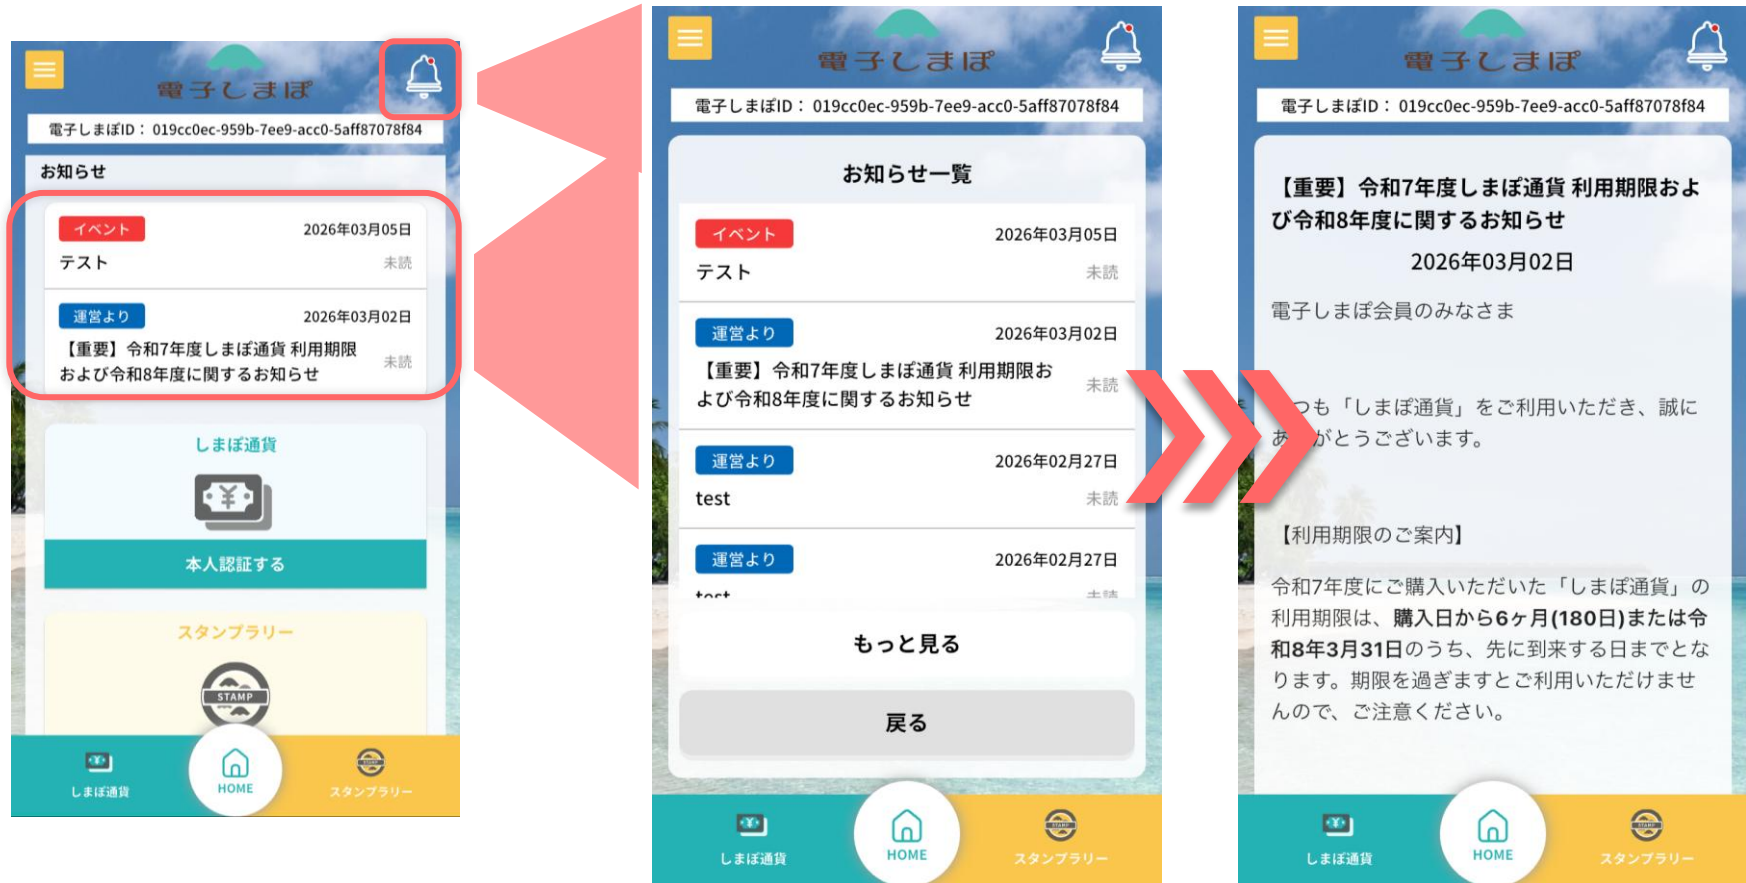 電子しまぽ
電子しまぽID： 019cc0ec-959b-7ee9-acc0-5aff87078f84
お知らせ
イベント
2026年03月05日
テスト
未読
運営より
2026年03月02日
【重要】令和7年度しまぽ通貨 利用期限
および令和8年度に関するお知らせ
未読
しまぽ通貨
本人認証する
スタンプラリー
STAMP
しまぽ通貨
HOME
スタンプラリー
電子しまぽ
電子しまぽID： 019cc0ec-959b-7ee9-acc0-5aff87078f84
お知らせ一覧
イベント
2026年03月05日
テスト
未読
運営より
2026年03月02日
【重要】令和7年度しまぽ通貨 利用期限お
よび令和8年度に関するお知らせ
未読
運営より
2026年02月27日
test
未読
運営より
2026年02月27日
test
未読
もっと見る
戻る
しまぽ通貨
HOME
スタンプラリー
電子しまぽ
電子しまぽID： 019cc0ec-959b-7ee9-acc0-5aff87078f84
【重要】令和7年度しまぽ通貨 利用期限およ
び令和8年度に関するお知らせ
2026年03月02日
電子しまぽ会員のみなさま
つも「しまぽ通貨」をご利用いただき、誠に
あ がとうございます。
【利用期限のご案内】
令和7年度にご購入いただいた「しまぽ通貨」の
利用期限は、購入日から6ヶ月(180日)または令
和8年3月31日のうち、先に到来する日までとな
ります。期限を過ぎますとご利用いただけませ
んので、ご注意ください。
しまぽ通貨
HOME
スタンプラリー